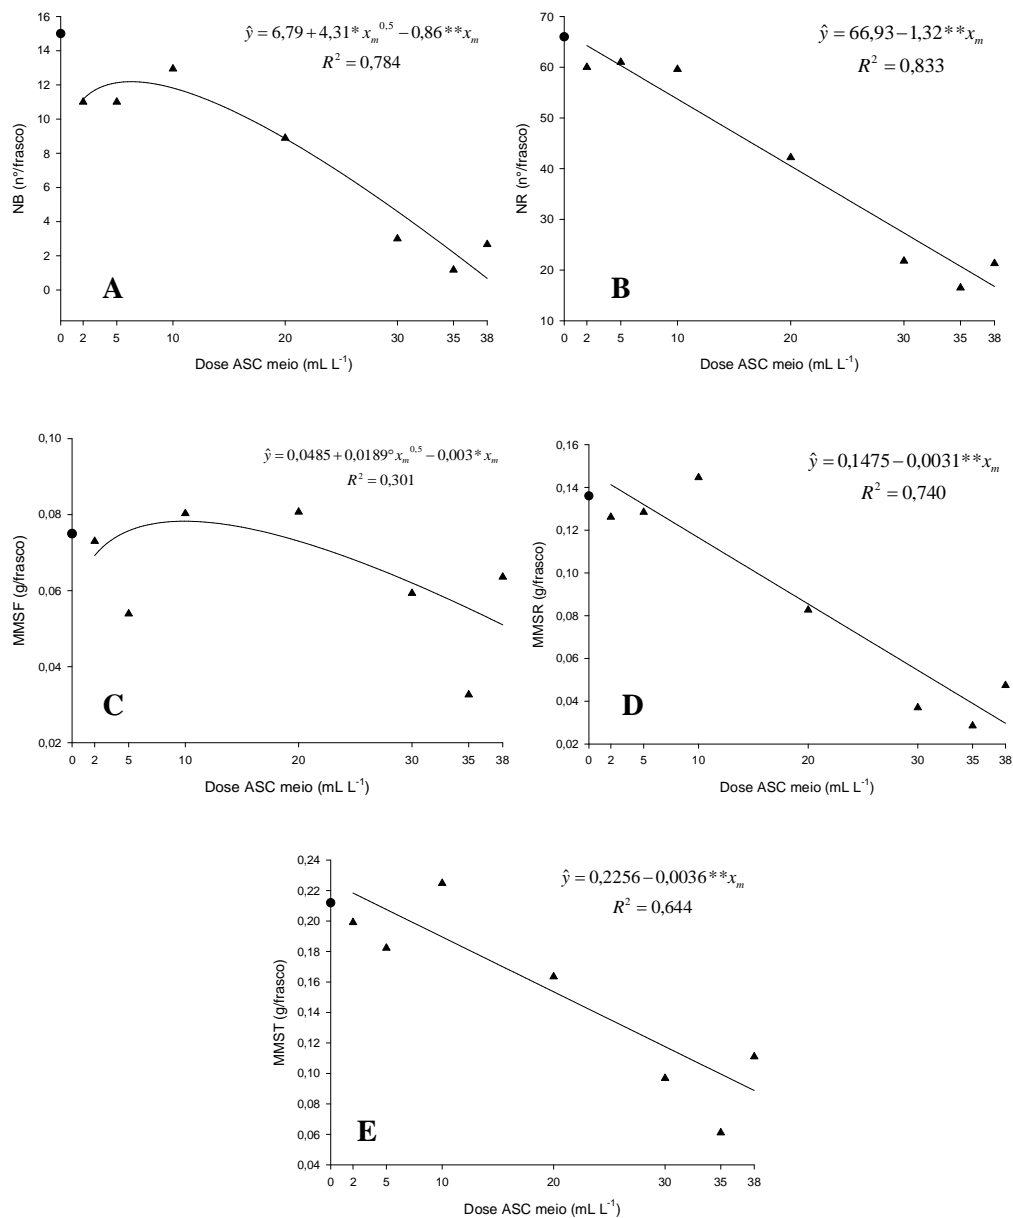 ŷ = 6,79 + 4,31* xₘ^0,5 − 0,86** xₘ
R² = 0,784
16
14
12
10
8
6
4
2
0
NB (n°/frasco)
A
0 2 5 10 20 30 35 38
Dose ASC meio (mL L⁻¹)
ŷ = 66,93 − 1,32** xₘ
R² = 0,833
70
60
50
40
30
20
10
NR (n°/frasco)
B
0 2 5 10 20 30 35 38
Dose ASC meio (mL L⁻¹)
ŷ = 0,0485 + 0,0189° xₘ^0,5 − 0,003* xₘ
R² = 0,301
0,10
0,08
0,06
0,04
0,02
MMSF (g/frasco)
C
0 2 5 10 20 30 35 38
Dose ASC meio (mL L⁻¹)
ŷ = 0,1475 − 0,0031** xₘ
R² = 0,740
0,16
0,14
0,12
0,10
0,08
0,06
0,04
0,02
MMSR (g/frasco)
D
0 2 5 10 20 30 35 38
Dose ASC meio (mL L⁻¹)
ŷ = 0,2256 − 0,0036** xₘ
R² = 0,644
0,24
0,22
0,20
0,18
0,16
0,14
0,12
0,10
0,08
0,06
0,04
MMST (g/frasco)
E
0 2 5 10 20 30 35 38
Dose ASC meio (mL L⁻¹)